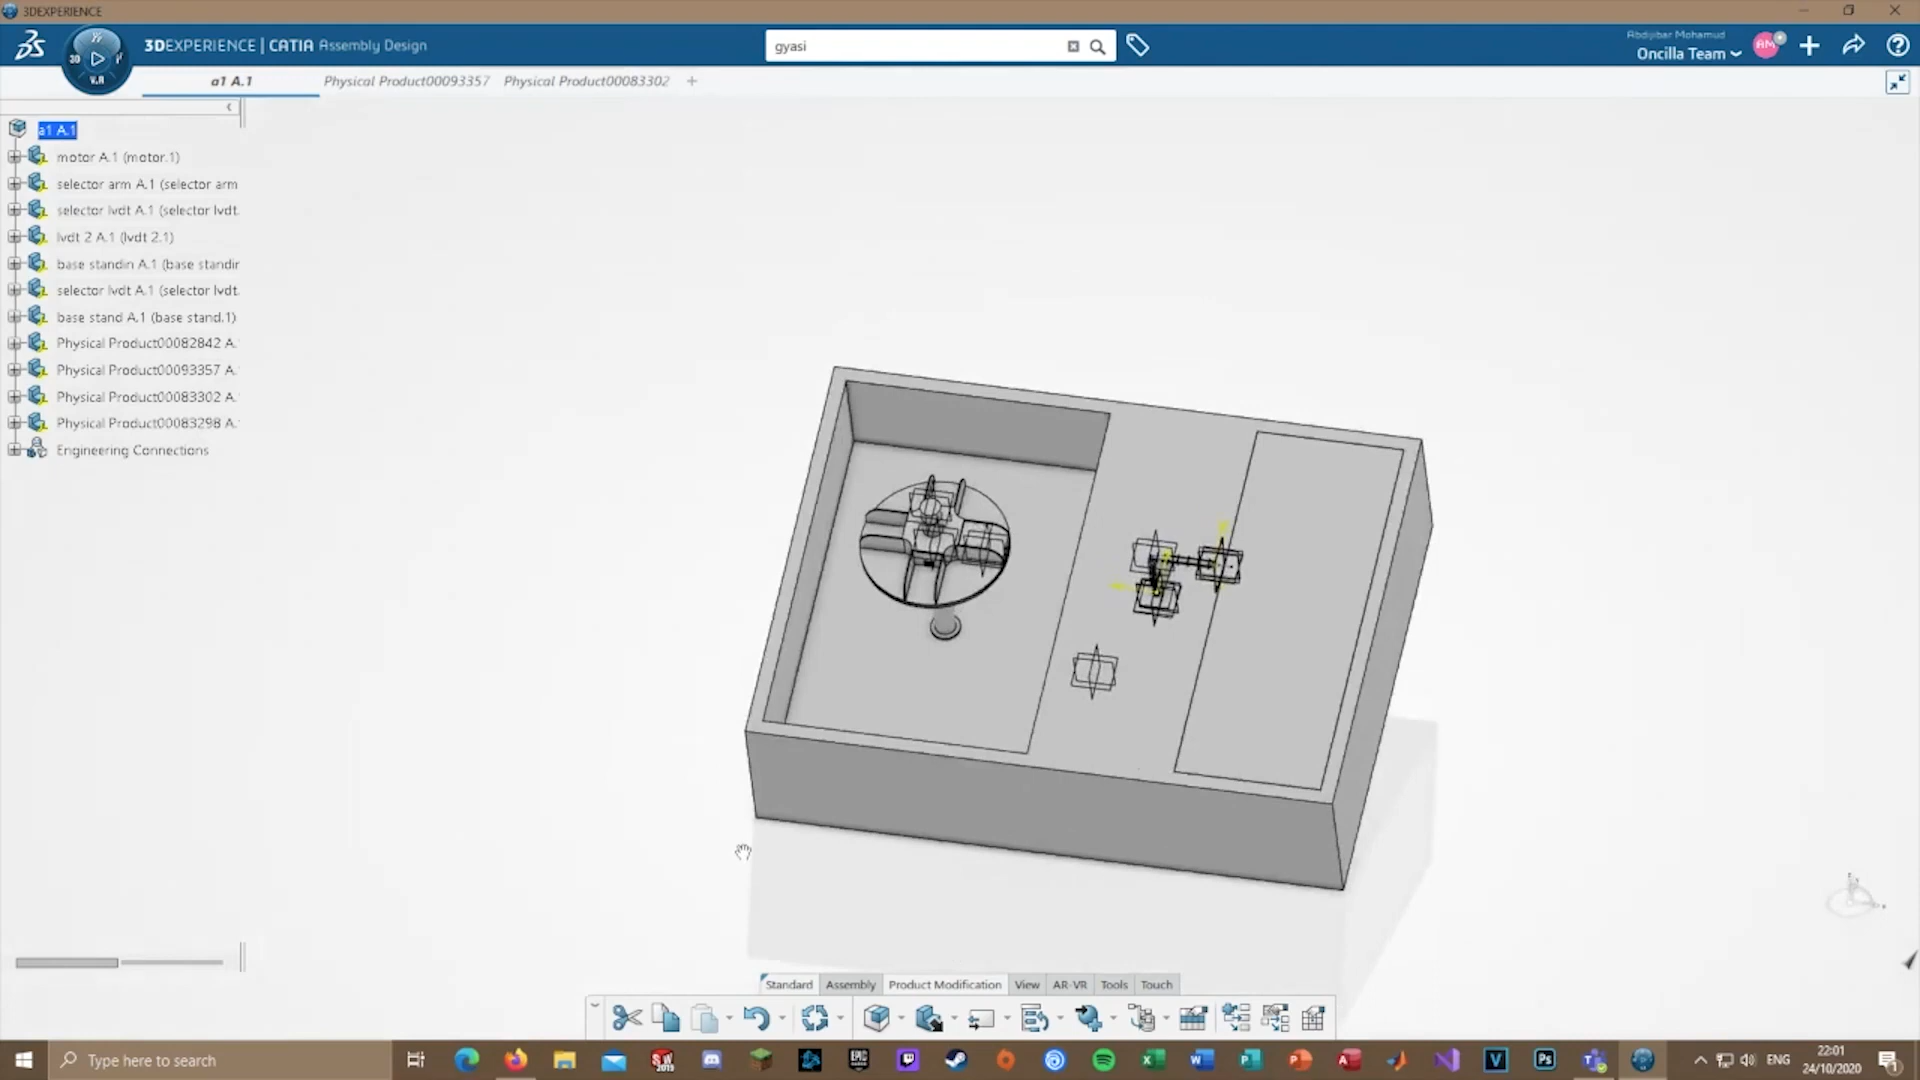 3DEXPERIENCE
3DEXPERIENCE | CATIA Assembly Design
gyasi
Abdijibar Mohamud
Oncilla Team
AM
3D
V.R
a1 A.1
Physical Product00093357
Physical Product00083302
a1 A.1
motor A.1 (motor.1)
selector arm A.1 (selector arm
selector lvdt A.1 (selector lvdt.
lvdt 2 A.1 (lvdt 2.1)
base standin A.1 (base standir
selector lvdt A.1 (selector lvdt.
base stand A.1 (base stand.1)
Physical Product00082842 A.
Physical Product00093357 A.
Physical Product00083302 A.
Physical Product00083298 A.
Engineering Connections
Standard Assembly Product Modification View AR-VR Tools Touch
Type here to search
ENG
22:01
24/10/2020